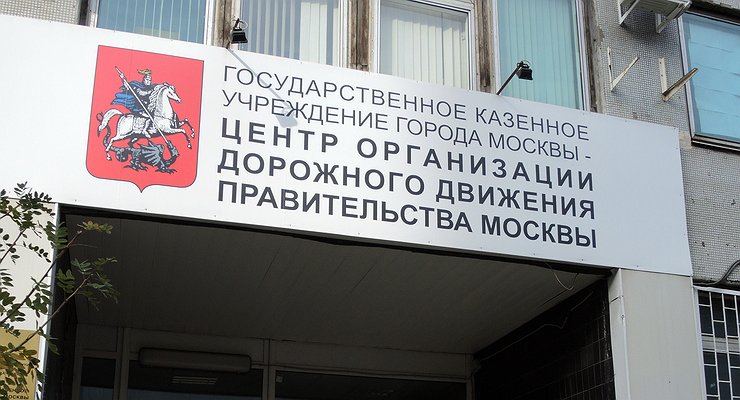 ГОСУДАРСТВЕННОЕ КАЗЕННОЕ
УЧРЕЖДЕНИЕ ГОРОДА МОСКВЫ -
ЦЕНТР ОРГАНИЗАЦИИ
ДОРОЖНОГО ДВИЖЕНИЯ
ПРАВИТЕЛЬСТВА МОСКВЫ